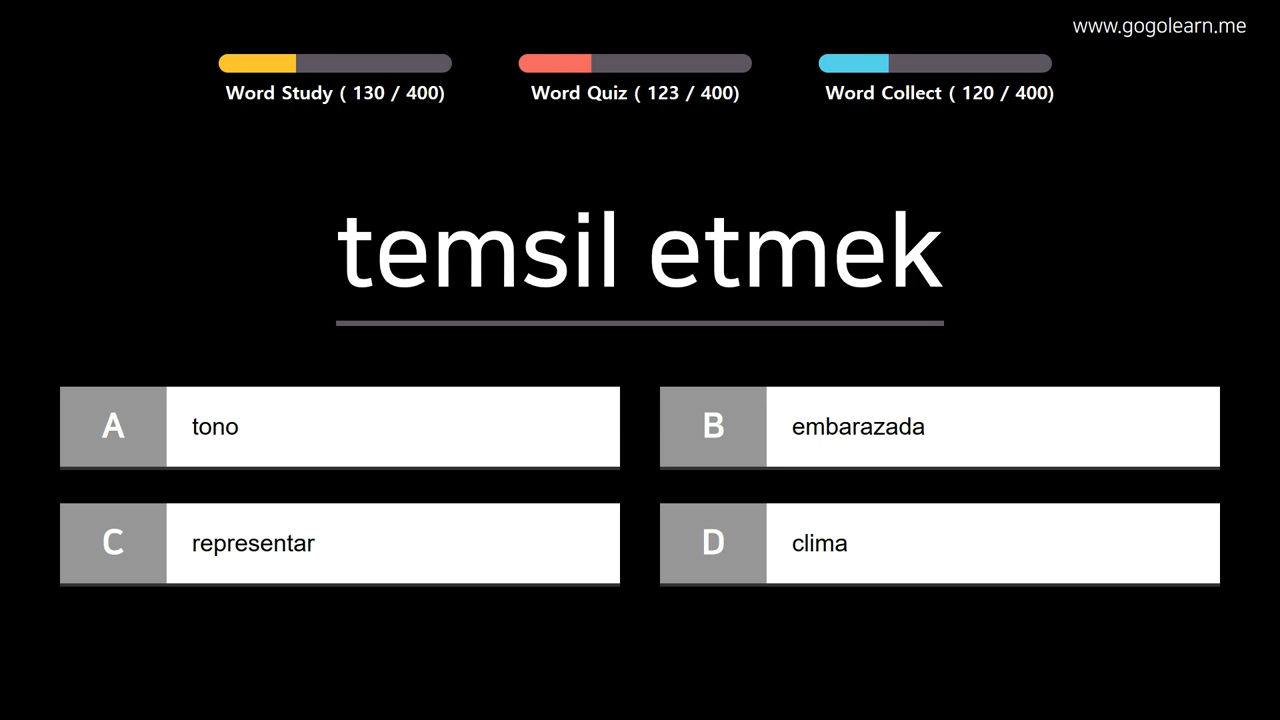 www.gogolearn.me
Word Study ( 130 / 400)
Word Quiz ( 123 / 400)
Word Collect ( 120 / 400)
temsil etmek
A tono
B embarazada
C representar
D clima